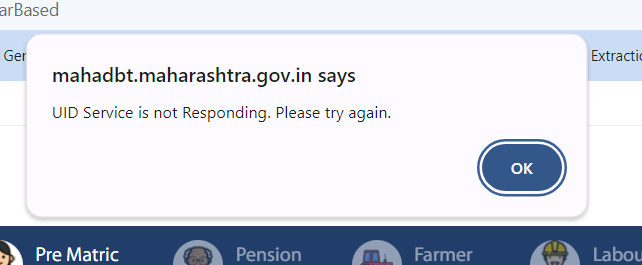 arBased
Ger
Extractio
mahadbt.maharashtra.gov.in says
UID Service is not Responding. Please try again.
OK
Pre Matric
Pension
Farmer
Labo